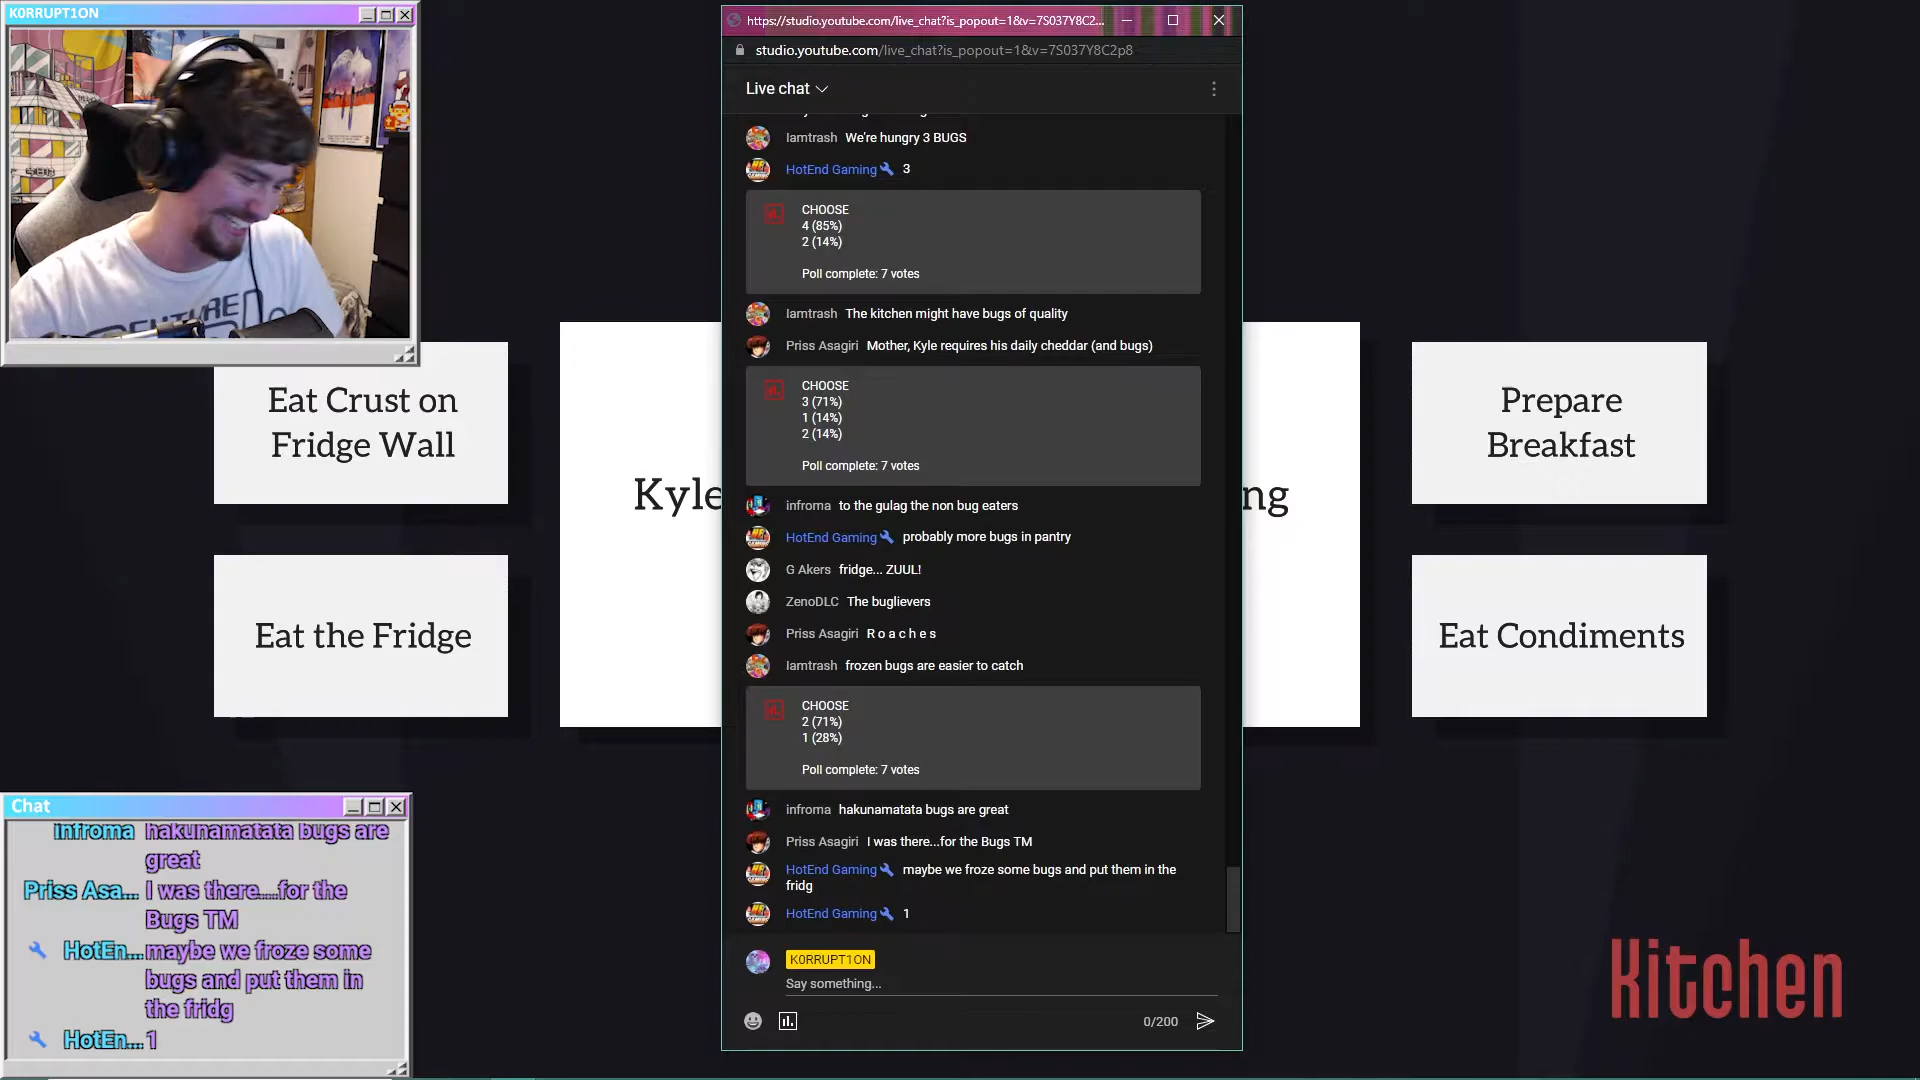 K0RRUPT1ON
https://studio.youtube.com/live_chat?is_popout=1&v=7S037Y8C2...
studio.youtube.com/live_chat?is_popout=1&v=7S037Y8C2p8
Live chat
Iamtrash We're hungry 3 BUGS
HotEnd Gaming 3
CHOOSE
4 (85%)
2 (14%)
Poll complete: 7 votes
Iamtrash The kitchen might have bugs of quality
Priss Asagiri Mother, Kyle requires his daily cheddar (and bugs)
CHOOSE
3 (71%)
1 (14%)
2 (14%)
Poll complete: 7 votes
infroma to the gulag the non bug eaters
HotEnd Gaming probably more bugs in pantry
G Akers fridge... ZUUL!
ZenoDLC The buglievers
Priss Asagiri R o a c h e s
Iamtrash frozen bugs are easier to catch
CHOOSE
2 (71%)
1 (28%)
Poll complete: 7 votes
infroma hakunamatata bugs are great
Priss Asagiri I was there...for the Bugs TM
HotEnd Gaming maybe we froze some bugs and put them in the
fridg
HotEnd Gaming 1
K0RRUPT1ON
Say something...
0/200
Eat Crust on
Fridge Wall
Eat the Fridge
Kyle
ng
Prepare
Breakfast
Eat Condiments
Chat
infroma hakunamatata bugs are
great
Priss Asa... I was there....for the
Bugs TM
HotEn... maybe we froze some
bugs and put them in
the fridg
HotEn... 1
Kitchen